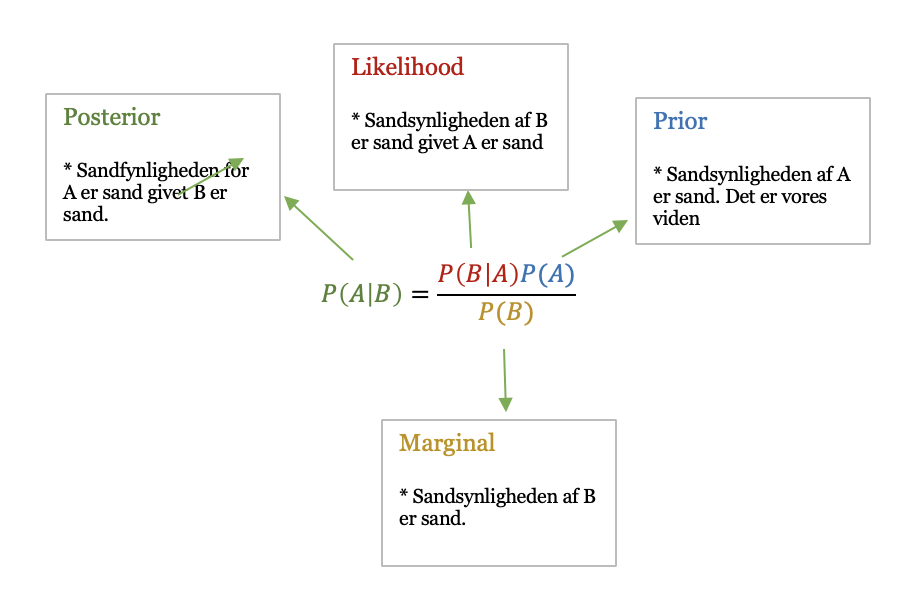 Likelihood
* Sandsynligheden af B
er sand givet A er sand
Posterior
* Sandfynligheden for
A er sand givet B er
sand.
Prior
* Sandsynligheden af A
er sand. Det er vores
viden
P(A|B) = P(B|A)P(A)
P(B)
Marginal
* Sandsynligheden af B
er sand.